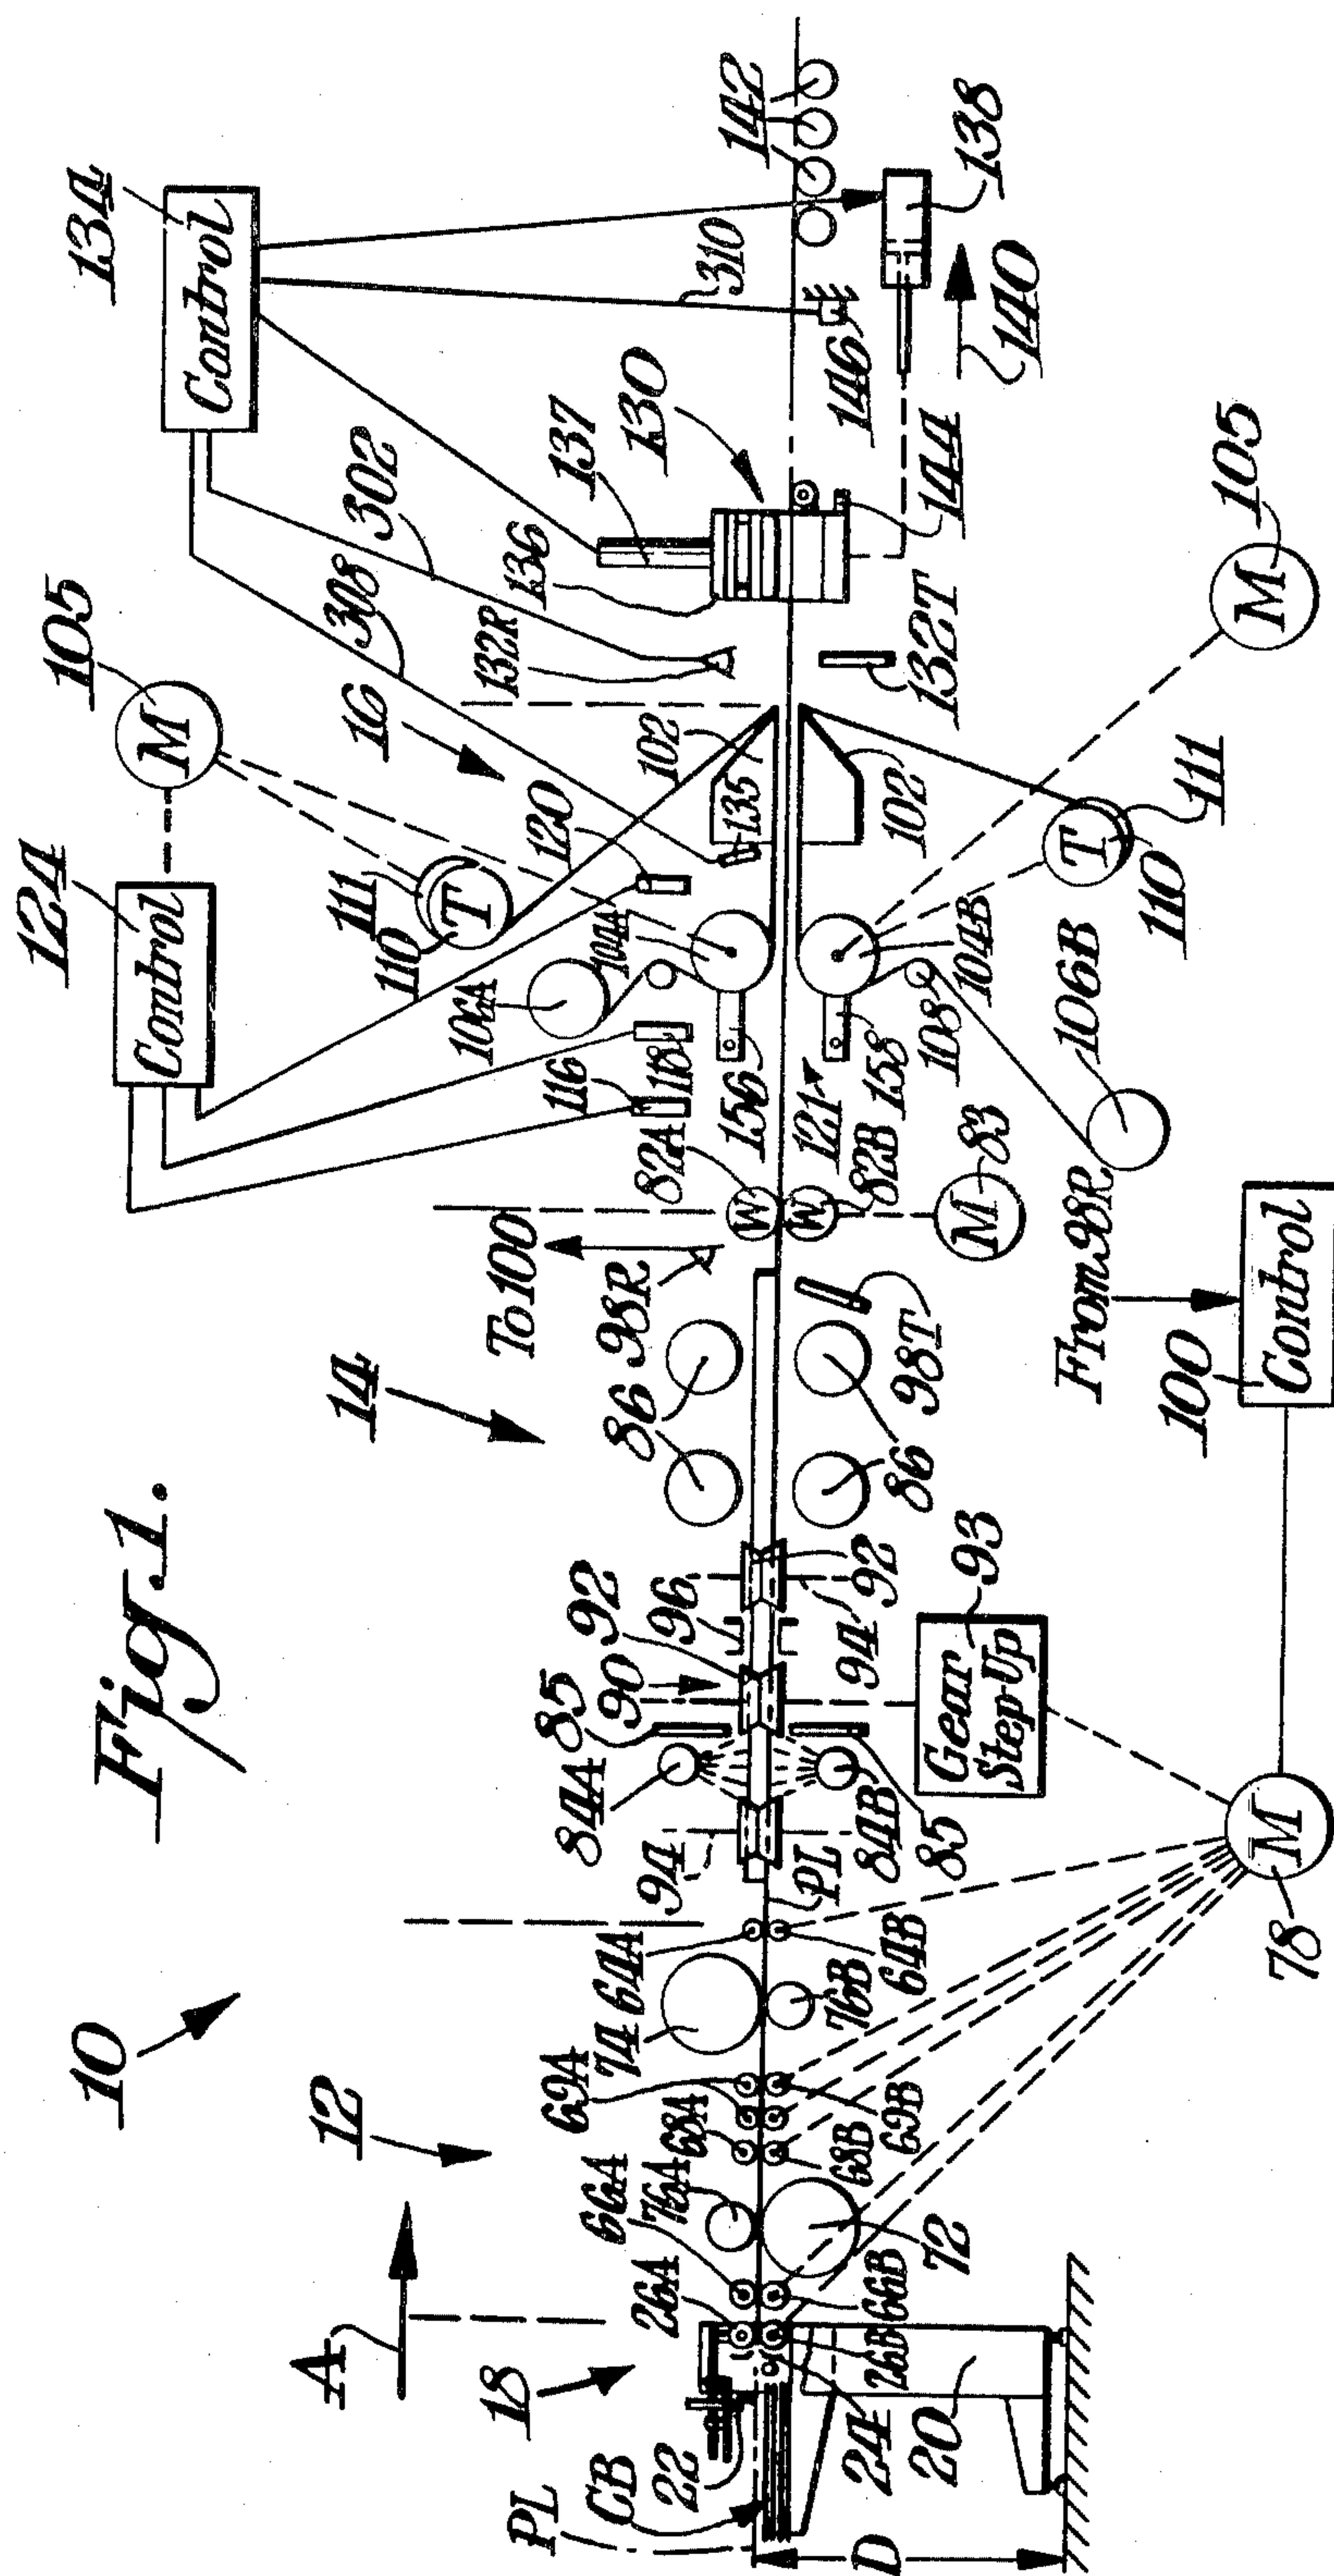 Fig. 1.
10
12
14
16
A
18
PL
CB
22
D
24
20
26A
26B
66A
66B
76A
72
68A
68B
69A
69B
74
76B
64A
64B
PL
94
84A
84B
85
85
90
92
96
94
92
Gear
Step-Up
93
M
78
86
86
98R
98T
To 100
From 98R
100
Control
82A
W
W
82B
M
83
116
118
120
156
121
158
106A
104A
104B
108
106B
110
111
T
T
110
111
124
Control
105
M
M
105
102
102
135
308
302
132R
132T
136
137
130
134
Control
310
144
146
140
138
142